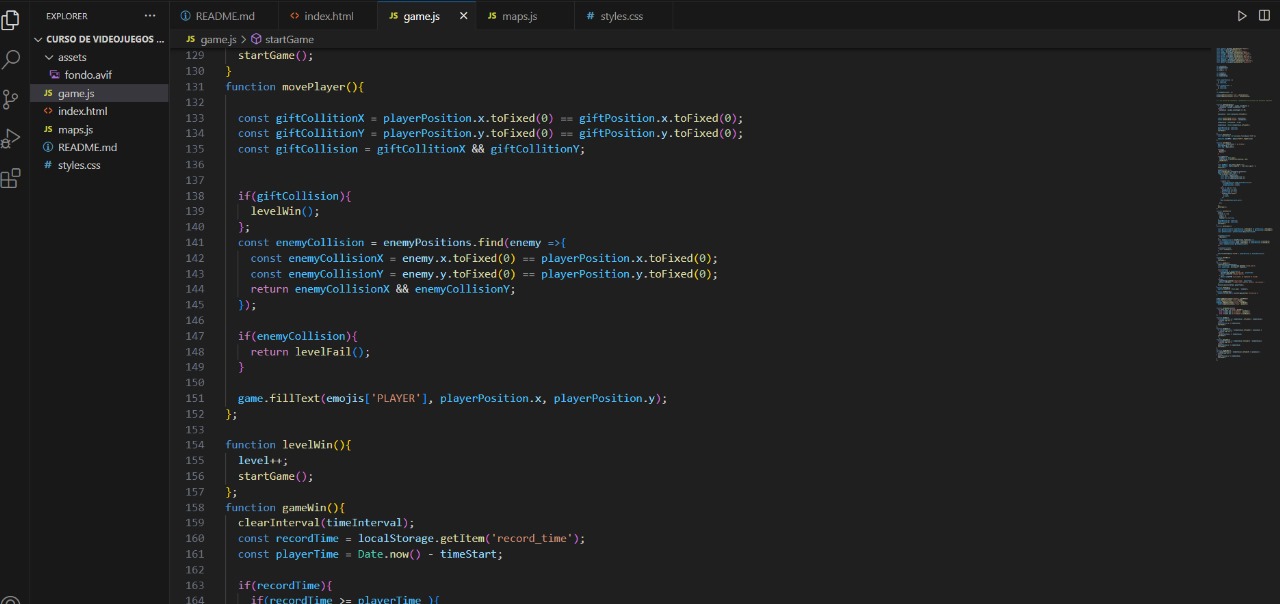 EXPLORER ...
CURSO DE VIDEOJUEGOS ...
assets
fondo.avif
JS game.js
<> index.html
JS maps.js
README.md
# styles.css
README.md
<> index.html
JS game.js ×
JS maps.js
# styles.css
JS game.js > startGame
129 startGame();
130 }
131 function movePlayer(){
132
133 const giftCollitionX = playerPosition.x.toFixed(0) == giftPosition.x.toFixed(0);
134 const giftCollitionY = playerPosition.y.toFixed(0) == giftPosition.y.toFixed(0);
135 const giftCollision = giftCollitionX && giftCollitionY;
136
137
138 if(giftCollision){
139 levelWin();
140 };
141 const enemyCollision = enemyPositions.find(enemy =>{
142 const enemyCollisionX = enemy.x.toFixed(0) == playerPosition.x.toFixed(0);
143 const enemyCollisionY = enemy.y.toFixed(0) == playerPosition.y.toFixed(0);
144 return enemyCollisionX && enemyCollisionY;
145 });
146
147 if(enemyCollision){
148 return levelFail();
149 }
150
151 game.fillText(emojis['PLAYER'], playerPosition.x, playerPosition.y);
152 };
153
154 function levelWin(){
155 level++;
156 startGame();
157 };
158 function gameWin(){
159 clearInterval(timeInterval);
160 const recordTime = localStorage.getItem('record_time');
161 const playerTime = Date.now() - timeStart;
162
163 if(recordTime){
164 if(recordTime >= playerTime ){